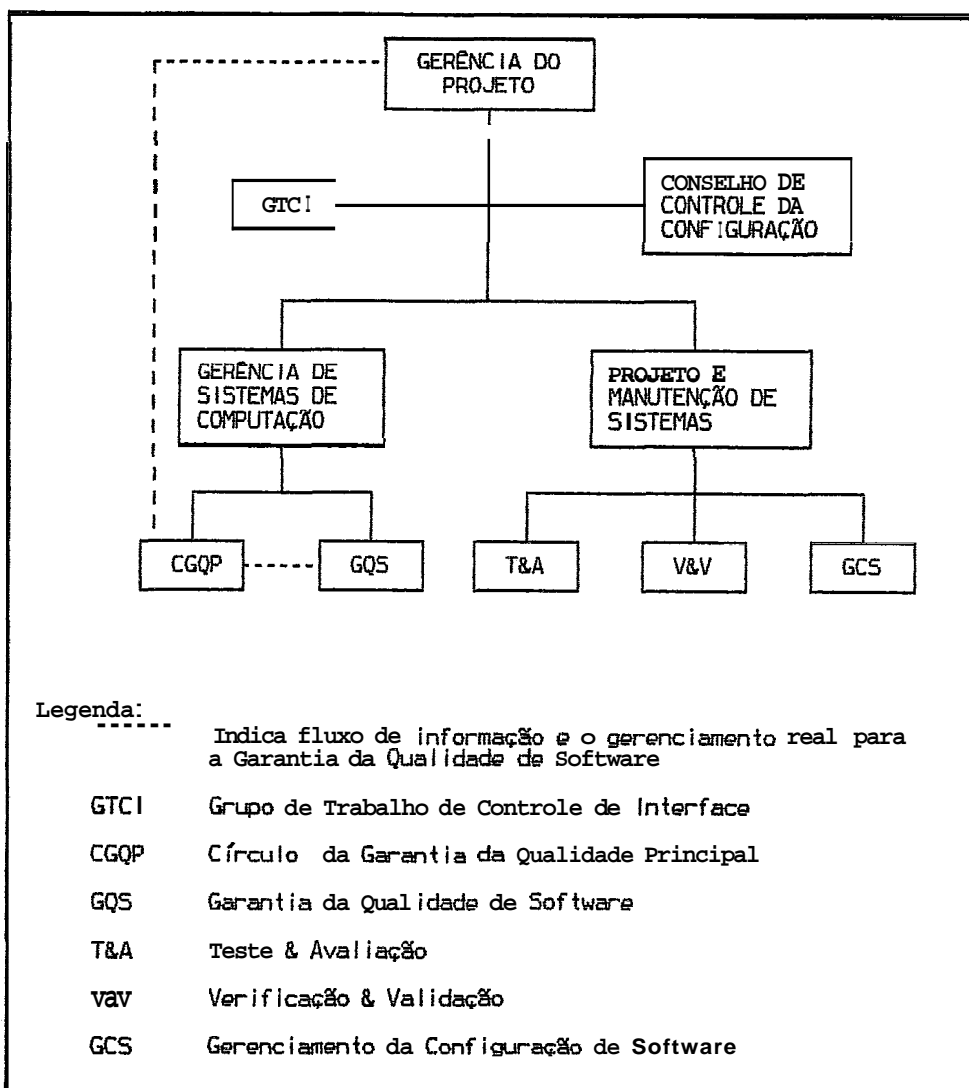 GERÊNCIA DO
PROJETO
GTCI
CONSELHO DE
CONTROLE DA
CONFIGURAÇÃO
GERÊNCIA DE
SISTEMAS DE
COMPUTAÇÃO
PROJETO E
MANUTENÇÃO DE
SISTEMAS
CGQP
GQS
T&A
V&V
GCS
Legenda:
Indica fluxo de informação e o gerenciamento real para
a Garantia da Qualidade de Software
GTCI Grupo de Trabalho de Controle de Interface
CGQP Círculo da Garantia da Qualidade Principal
GQS Garantia da Qualidade de Software
T&A Teste & Avaliação
vav Verificação & Validação
GCS Gerenciamento da Configuração de Software